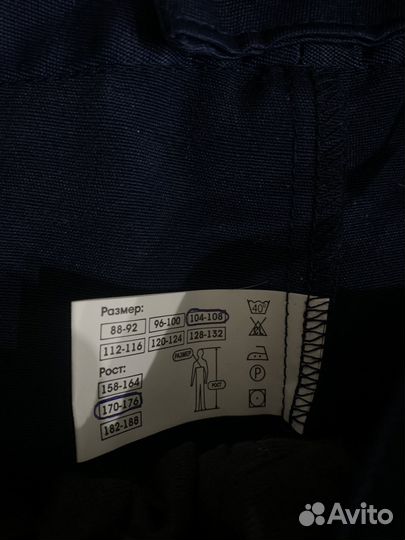 Размер:
88-92 96-100 104-108
112-116 120-124 128-132
Рост:
158-164
170-176
182-188
РАЗМЕР
РОСТ
40°
P
Avito